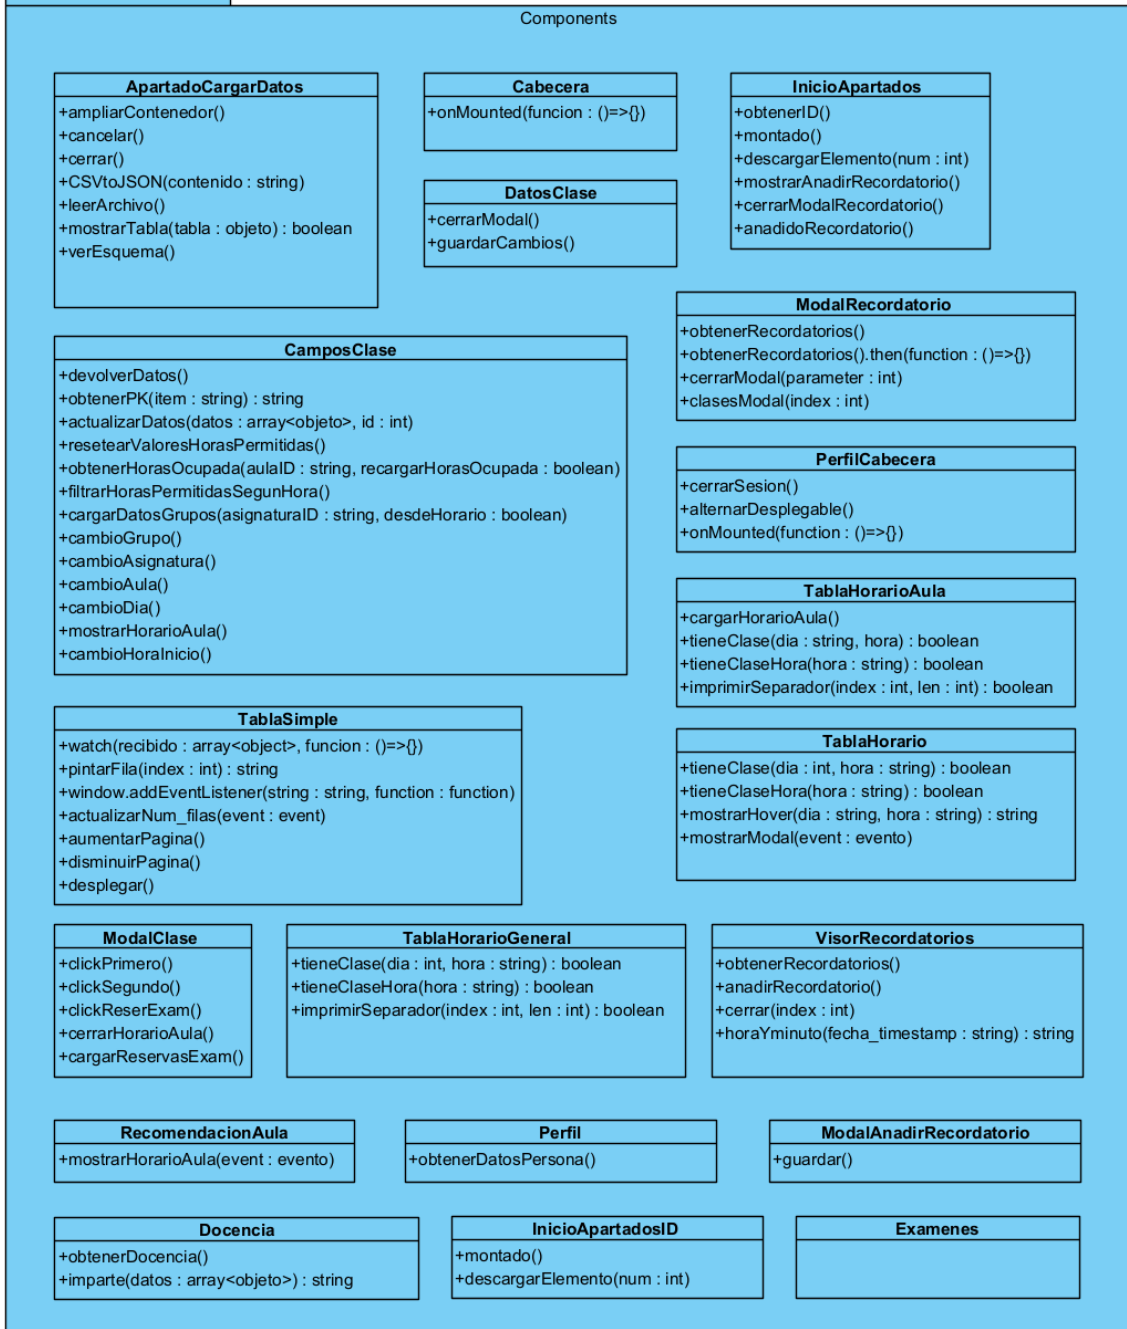 Components
ApartadoCargarDatos
+ampliarContenedor()
+cancelar()
+cerrar()
+CSVtoJSON(contenido : string)
+leerArchivo()
+mostrarTabla(tabla : objeto) : boolean
+verEsquema()
Cabecera
+onMounted(funcion : ()=>{})
DatosClase
+cerrarModal()
+guardarCambios()
InicioApartados
+obtenerID()
+montado()
+descargarElemento(num : int)
+mostrarAnadirRecordatorio()
+cerrarModalRecordatorio()
+anadidoRecordatorio()
ModalRecordatorio
+obtenerRecordatorios()
+obtenerRecordatorios().then(function : ()=>{})
+cerrarModal(parameter : int)
+clasesModal(index : int)
CamposClase
+devolverDatos()
+obtenerPK(item : string) : string
+actualizarDatos(datos : array<objeto>, id : int)
+resetearValoresHorasPermitidas()
+obtenerHorasOcupada(aulaID : string, recargarHorasOcupada : boolean)
+filtrarHorasPermitidasSegunHora()
+cargarDatosGrupos(asignaturaID : string, desdeHorario : boolean)
+cambioGrupo()
+cambioAsignatura()
+cambioAula()
+cambioDia()
+mostrarHorarioAula()
+cambioHoraInicio()
PerfilCabecera
+cerrarSesion()
+alternarDesplegable()
+onMounted(function : ()=>{})
TablaHorarioAula
+cargarHorarioAula()
+tieneClase(dia : string, hora) : boolean
+tieneClaseHora(hora : string) : boolean
+imprimirSeparador(index : int, len : int) : boolean
TablaSimple
+watch(recibido : array<object>, funcion : ()=>{})
+pintarFila(index : int) : string
+window.addEventListener(string : string, function : function)
+actualizarNum_filas(event : event)
+aumentarPagina()
+disminuirPagina()
+desplegar()
TablaHorario
+tieneClase(dia : int, hora : string) : boolean
+tieneClaseHora(hora : string) : boolean
+mostrarHover(dia : string, hora : string) : string
+mostrarModal(event : evento)
ModalClase
+clickPrimero()
+clickSegundo()
+clickReserExam()
+cerrarHorarioAula()
+cargarReservasExam()
TablaHorarioGeneral
+tieneClase(dia : int, hora : string) : boolean
+tieneClaseHora(hora : string) : boolean
+imprimirSeparador(index : int, len : int) : boolean
VisorRecordatorios
+obtenerRecordatorios()
+anadirRecordatorio()
+cerrar(index : int)
+horaYminuto(fecha_timestamp : string) : string
RecomendacionAula
+mostrarHorarioAula(event : evento)
Perfil
+obtenerDatosPersona()
ModalAnadirRecordatorio
+guardar()
Docencia
+obtenerDocencia()
+imparte(datos : array<objeto>) : string
InicioApartadosID
+montado()
+descargarElemento(num : int)
Examenes